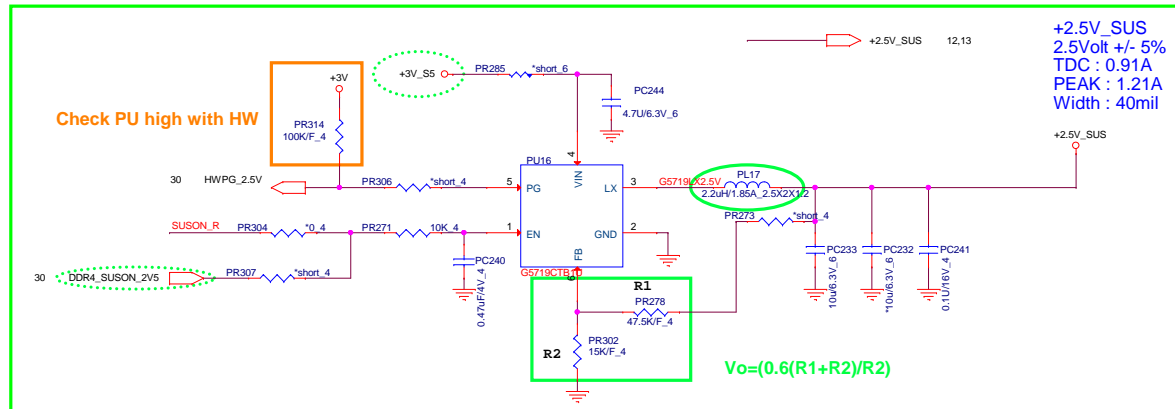 +2.5V_SUS 12,13
+2.5V_SUS
2.5Volt +/- 5%
TDC : 0.91A
PEAK : 1.21A
Width : 40mil
+3V_S5
PR285 *short_6
+3V
Check PU high with HW
PR314
100K/F_4
PC244
4.7U/6.3V_6
+2.5V_SUS
PU16
4
VIN
30 HWPG_2.5V
PR306 *short_4
5 PG
LX 3
G5719LX2.5V
PL17
2.2uH/1.85A_2.5X2X1.2
SUSON_R
PR304 *0_4
PR271 10K_4
1 EN
GND 2
PR273 *short_4
PC240
0.47uF/4V_4
FB
6
30 DDR4_SUSON_2V5
PR307 *short_4
PC233
10u/6.3V_6
PC232
*10u/6.3V_6
PC241
0.1U/16V_4
R1
PR278
47.5K/F_4
R2
PR302
15K/F_4
Vo=(0.6(R1+R2)/R2)